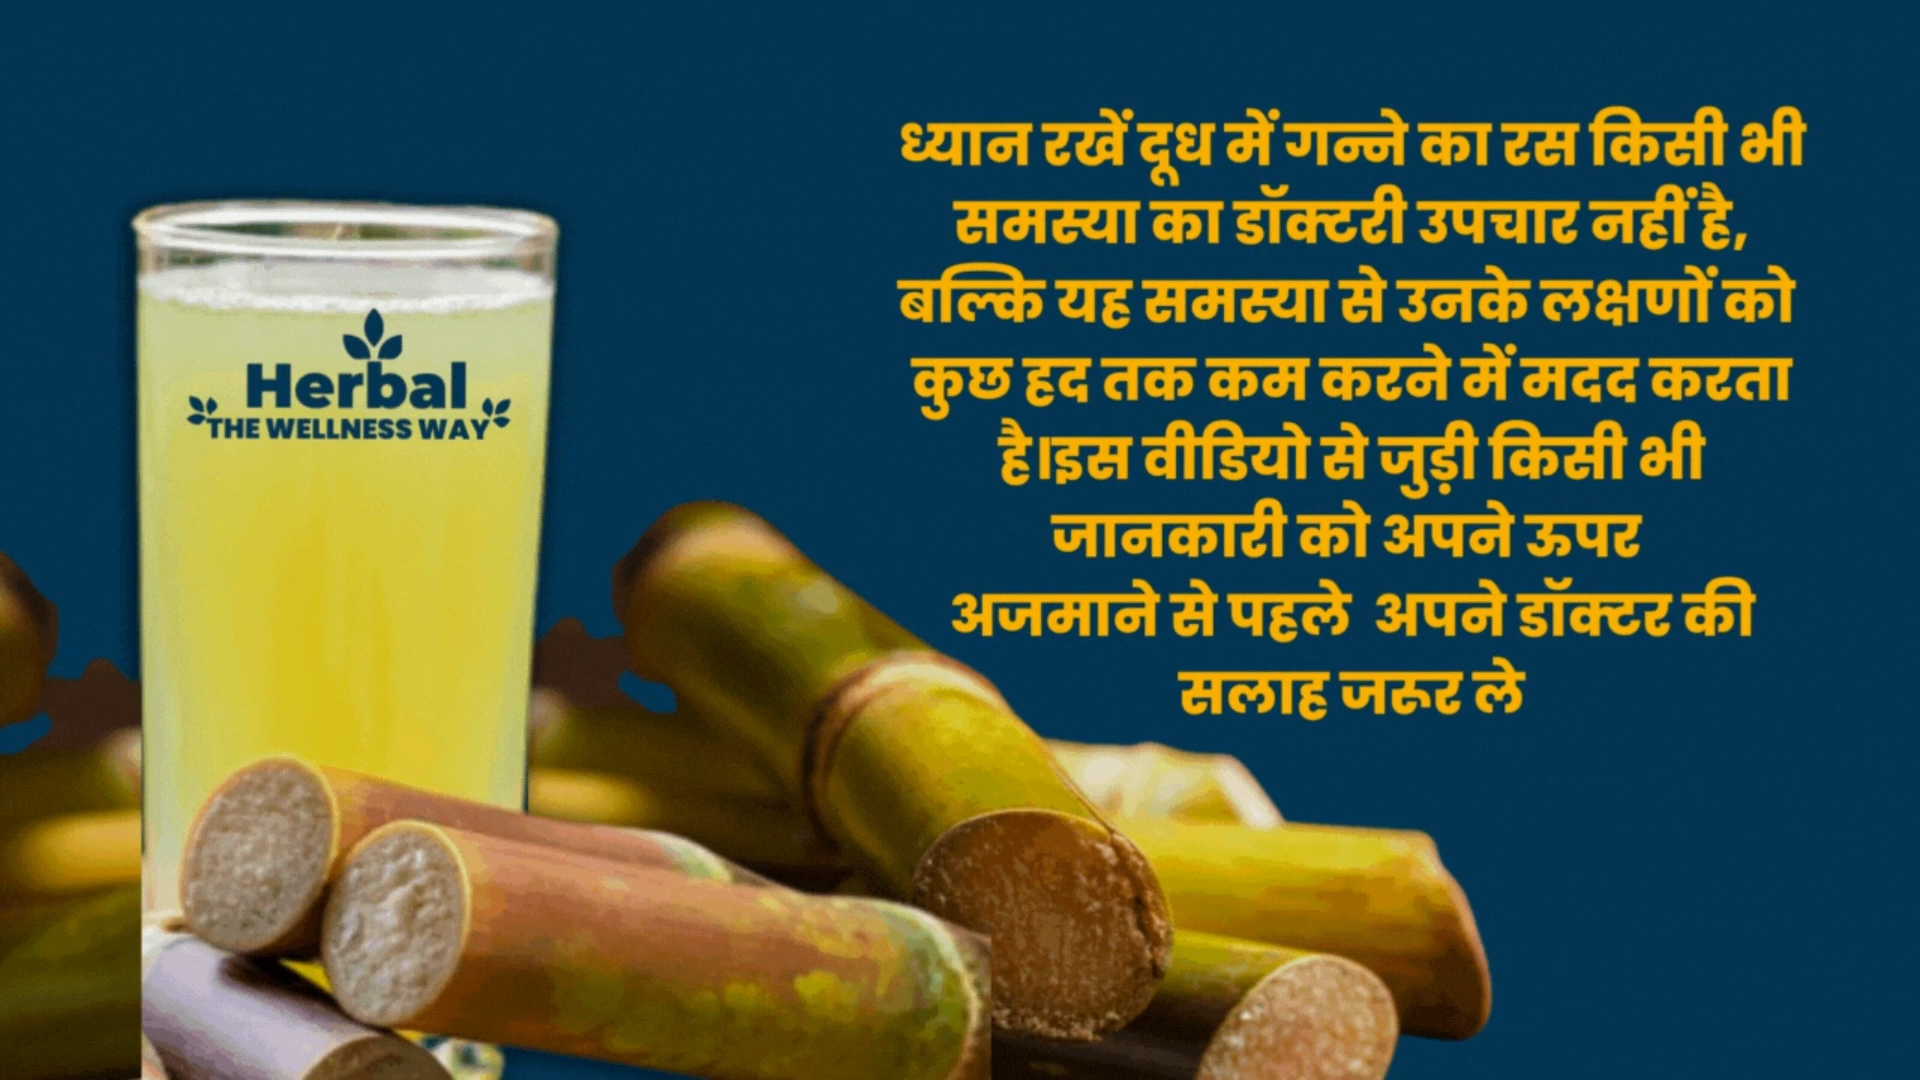 Herbal
THE WELLNESS WAY
ध्यान रखें दूध में गन्ने का रस किसी भी
समस्या का डॉक्टरी उपचार नहीं है,
बल्कि यह समस्या से उनके लक्षणों को
कुछ हद तक कम करने में मदद करता
है।इस वीडियो से जुड़ी किसी भी
जानकारी को अपने ऊपर
अजमाने से पहले अपने डॉक्टर की
सलाह जरूर ले